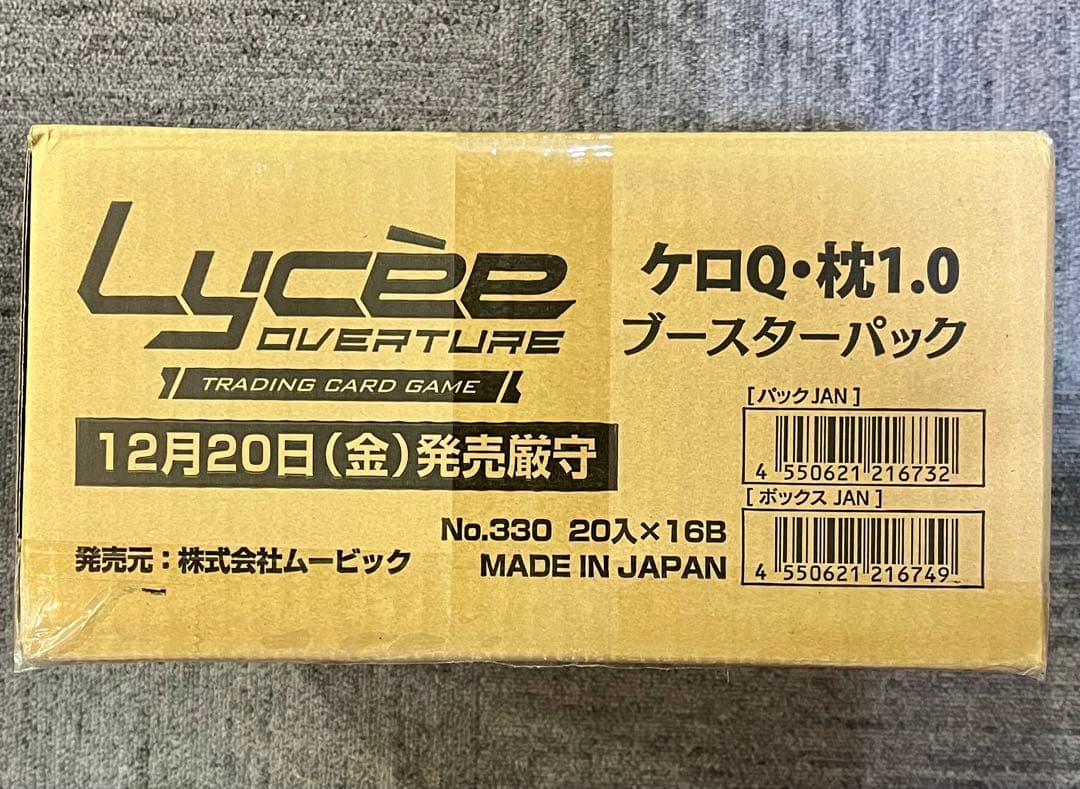 Lycèe
OVERTURE
TRADING CARD GAME
12月20日(金)発売厳守
発売元:株式会社ムービック
ケロQ・枕1.0
ブースターパック
[パックJAN]
4 550621 216732
[ボックス JAN]
4 550621 216749
No.330 20入×16B
MADE IN JAPAN